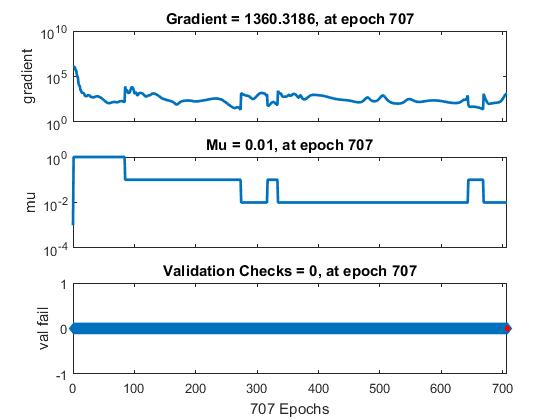 Gradient = 1360.3186, at epoch 707
10^10
10^5
10^0
gradient
Mu = 0.01, at epoch 707
10^0
10^-2
10^-4
mu
Validation Checks = 0, at epoch 707
1
0
-1
val fail
0 100 200 300 400 500 600 700
707 Epochs